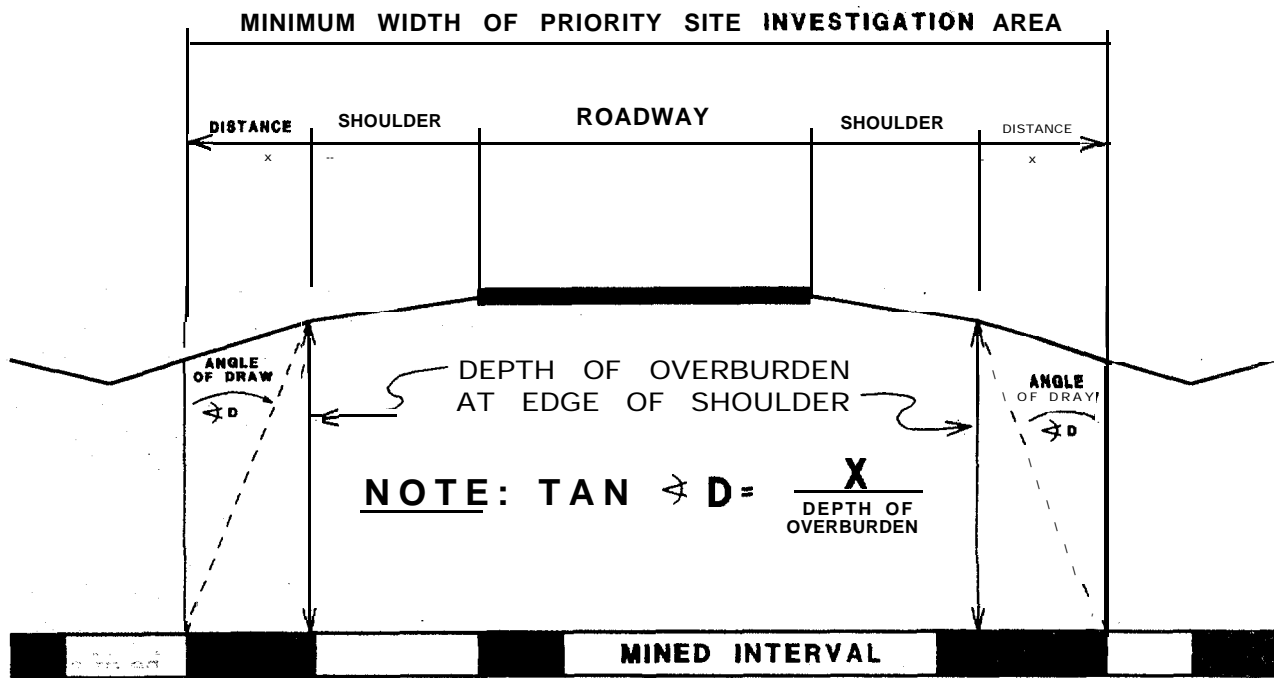 MINIMUM WIDTH OF PRIORITY SITE INVESTIGATION AREA
DISTANCE
SHOULDER
ROADWAY
SHOULDER
DISTANCE
x
--
x
ANGLE
OF DRAW
∢ D
DEPTH OF OVERBURDEN
AT EDGE OF SHOULDER
ANGLE
OF DRAY
∢ D
NOTE: TAN ∢ D = X
DEPTH OF
OVERBURDEN
MINED INTERVAL